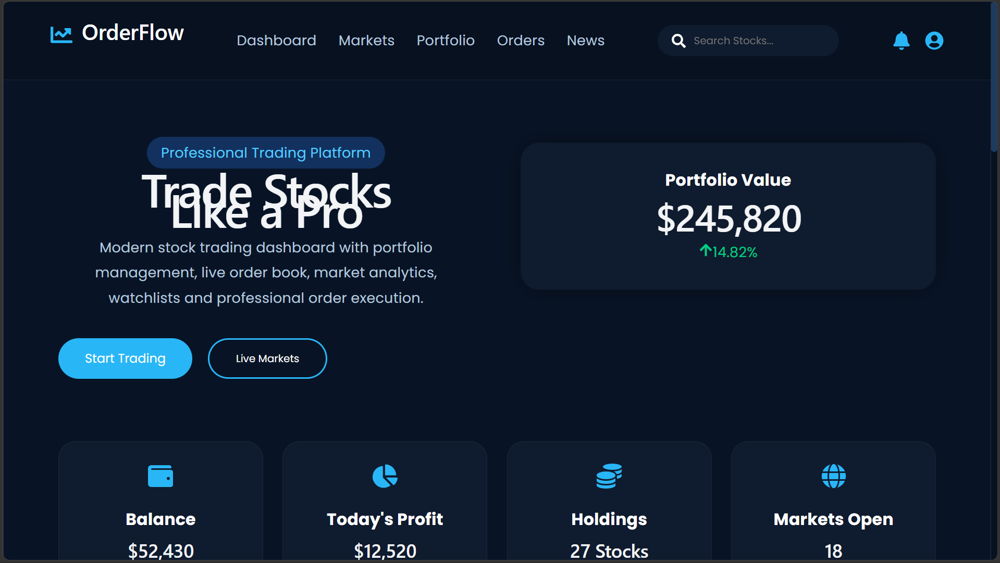 OrderFlow
Dashboard Markets Portfolio Orders News
Search Stocks...
Professional Trading Platform
Trade Stocks
Like a Pro
Modern stock trading dashboard with portfolio
management, live order book, market analytics,
watchlists and professional order execution.
Start Trading
Live Markets
Portfolio Value
$245,820
14.82%
Balance
$52,430
Today's Profit
$12,520
Holdings
27 Stocks
Markets Open
18